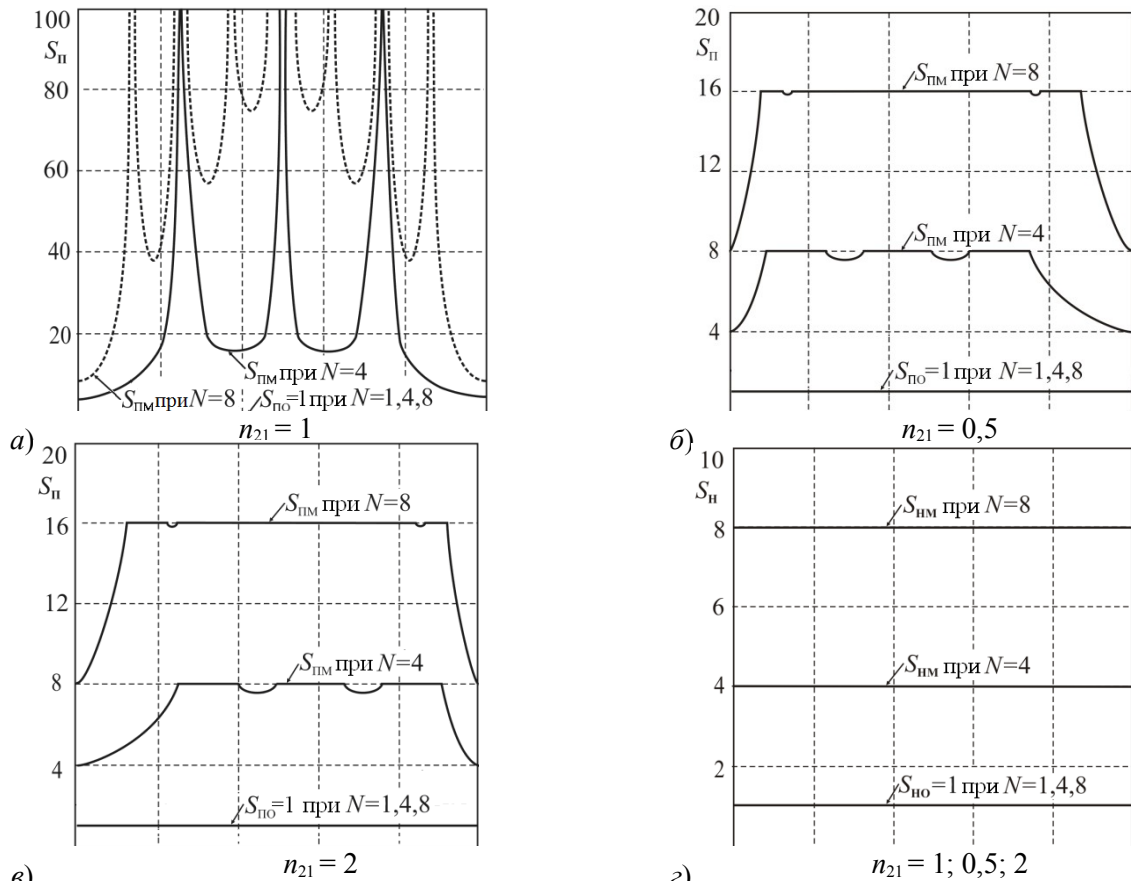 100
Sп
80
60
40
20
SПМ при N=4
SПМ при N=8
SПО=1 при N=1,4,8
а)
n21 = 1
20
Sп
16
12
8
4
SПМ при N=8
SПМ при N=4
SПО=1 при N=1,4,8
б)
n21 = 0,5
20
Sп
16
12
8
4
SПМ при N=8
SПМ при N=4
SПО=1 при N=1,4,8
в)
n21 = 2
10
Sн
8
6
4
2
Sнм при N=8
Sнм при N=4
Sно=1 при N=1,4,8
г)
n21 = 1; 0,5; 2